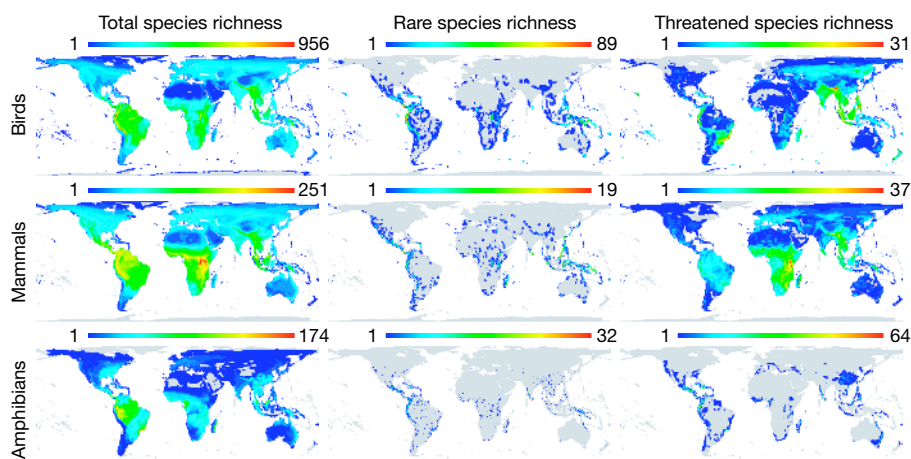 Total species richness Rare species richness Threatened species richness
1 956 1 89 1 31
Birds
1 251 1 19 1 37
Mammals
1 174 1 32 1 64
Amphibians